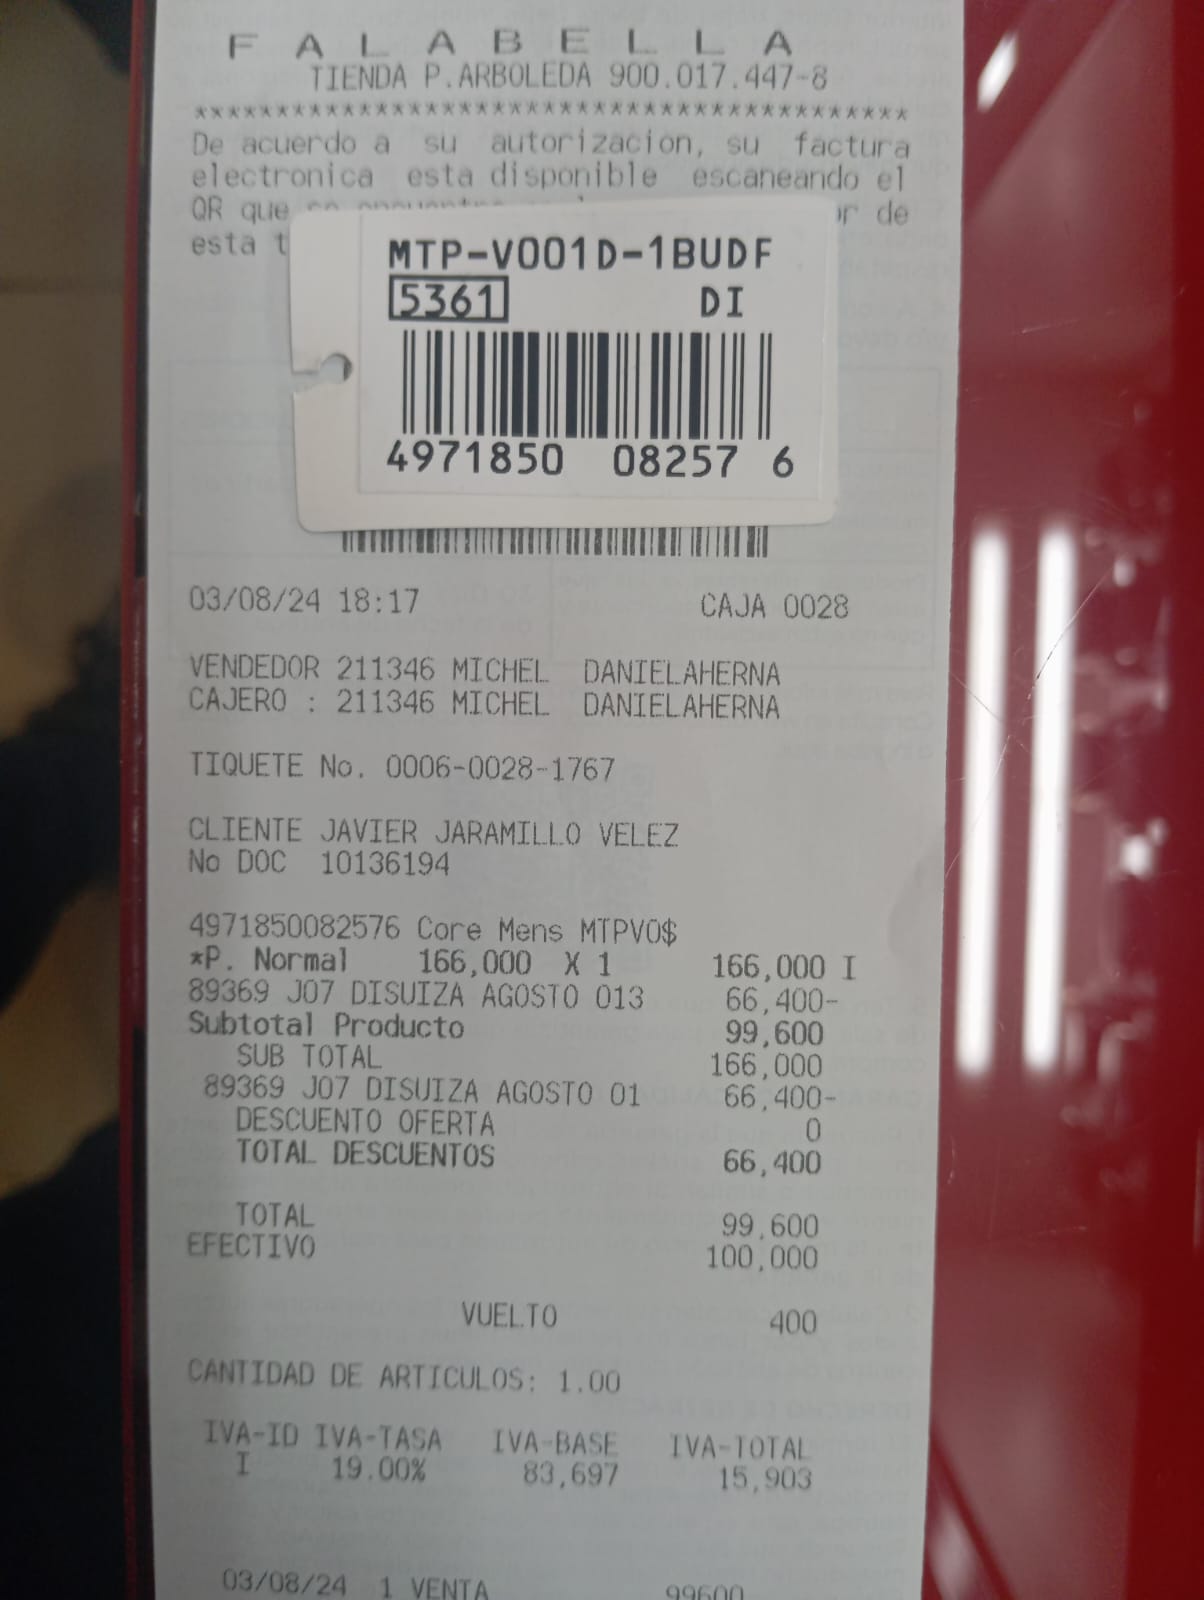 F A L A B E L L A
TIENDA P.ARBOLEDA 900.017.447-8
*******************************************
De acuerdo a su autorizacion, su factura
electronica esta disponible escaneando el
QR que de
esta
MTP-V001D-1BUDF
5361 DI
4971850 08257 6
03/08/24 18:17 CAJA 0028
VENDEDOR 211346 MICHEL DANIELAHERNA
CAJERO : 211346 MICHEL DANIELAHERNA
TIQUETE No. 0006-0028-1767
CLIENTE JAVIER JARAMILLO VELEZ
No DOC 10136194
4971850082576 Core Mens MTPVO$
*P. Normal 166,000 X 1 166,000 I
89369 J07 DISUIZA AGOSTO 013 66,400-
Subtotal Producto 99,600
SUB TOTAL 166,000
89369 J07 DISUIZA AGOSTO 01 66,400-
DESCUENTO OFERTA 0
TOTAL DESCUENTOS 66,400
TOTAL 99,600
EFECTIVO 100,000
VUELTO 400
CANTIDAD DE ARTICULOS: 1.00
IVA-ID IVA-TASA IVA-BASE IVA-TOTAL
I 19.00% 83,697 15,903
03/08/24 1 VENTA 99600